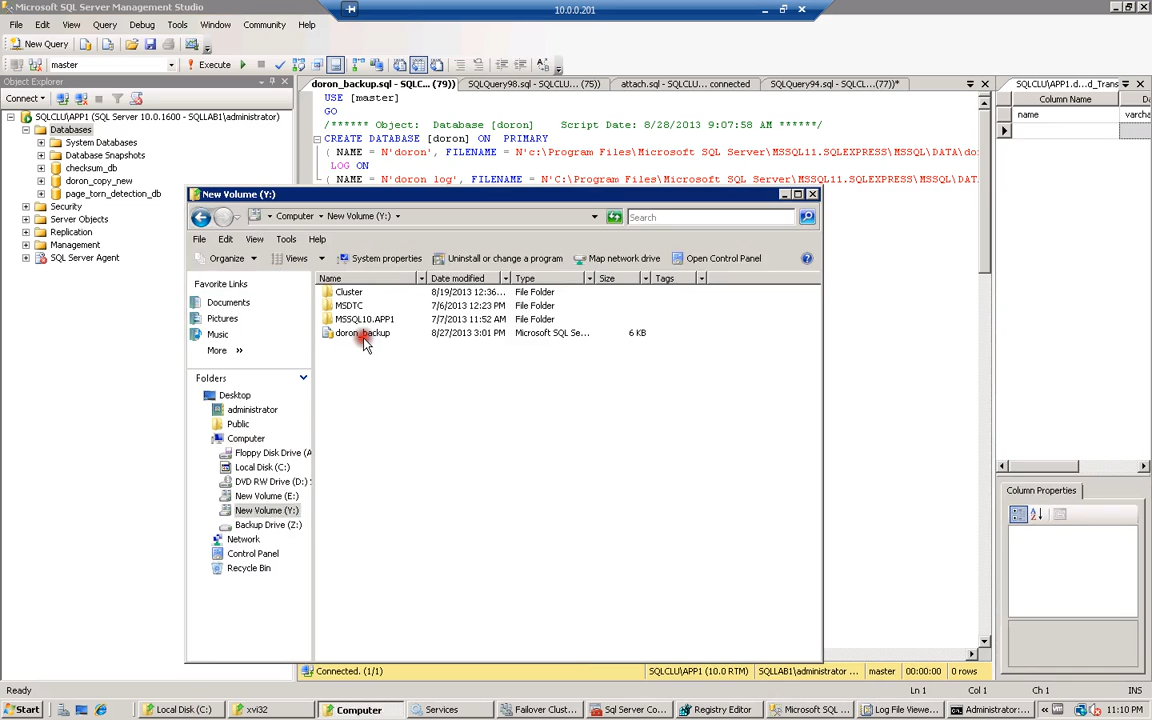 Microsoft SQL Server Management Studio
10.0.0.201
File Edit View Query Debug Tools Window Community Help
New Query
master
Execute
Object Explorer
Connect
SQLCLU\APP1 (SQL Server 10.0.1600 - SQLLAB1\administrator)
Databases
System Databases
Database Snapshots
checksum_db
doron_copy_new
page_torn_detection_db
Security
Server Objects
Replication
Management
SQL Server Agent
doron_backup.sql - SQLC... (79))
SQLQuery98.sql - SQLCLU... (75))
attach.sql - SQLCLU... connected
SQLQuery94.sql - SQLCLU...(77))*
USE [master]
GO
/****** Object:  Database [doron]    Script Date: 8/28/2013 9:07:58 AM ******/
CREATE DATABASE [doron] ON  PRIMARY
( NAME = N'doron', FILENAME = N'c:\Program Files\Microsoft SQL Server\MSSQL11.SQLEXPRESS\MSSQL\DATA\do
LOG ON
( NAME = N'doron log', FILENAME = N'C:\Program Files\Microsoft SQL Server\MSSQL11.SQLEXPRESS\MSSQL\DAT
SQLCLU\APP1.d...d_Trans
Column Name
Da
name
varcha
New Volume (Y:)
Computer
New Volume (Y:)
Search
File Edit View Tools Help
Organize
Views
System properties
Uninstall or change a program
Map network drive
Open Control Panel
Favorite Links
Documents
Pictures
Music
More »
Folders
Desktop
administrator
Public
Computer
Floppy Disk Drive (A
Local Disk (C:)
DVD RW Drive (D:)
New Volume (E:)
New Volume (Y:)
Backup Drive (Z:)
Network
Control Panel
Recycle Bin
Name Date modified Type Size Tags
Cluster 8/19/2013 12:36... File Folder
MSDTC 7/6/2013 12:23 PM File Folder
MSSQL10.APP1 7/7/2013 11:52 AM File Folder
doron_backup 8/27/2013 3:01 PM Microsoft SQL Se... 6 KB
Column Properties
Connected. (1/1)
SQLCLU\APP1 (10.0 RTM)
SQLLAB1\administrator ...
master
00:00:00
0 rows
Ready
Ln 1
Col 1
Ch 1
INS
Start
Local Disk (C:)
xvi32
Computer
Services
Failover Clust...
Sql Server Co...
Registry Editor
Microsoft SQL ...
Log File Viewe...
Administrator:...
11:10 PM